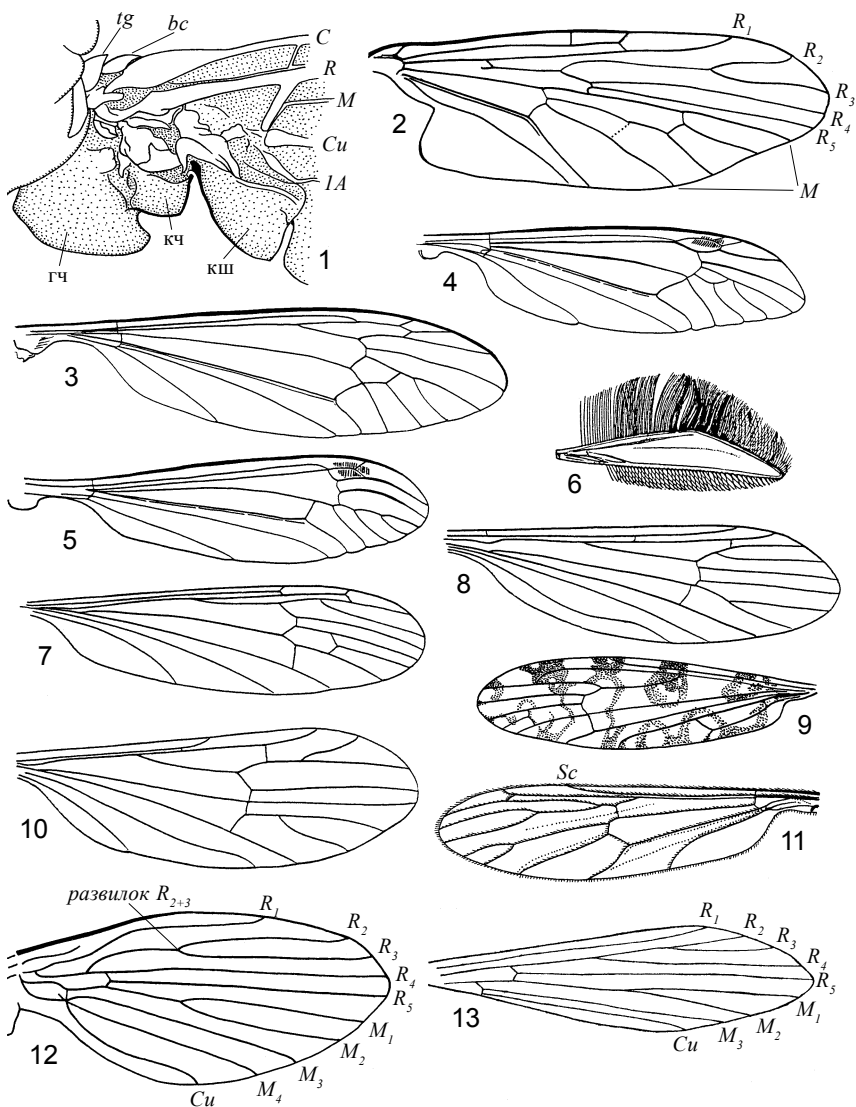 tg
bc
C
R
M
Cu
1A
гч
кч
кш
1
R₁
R₂
R₃
R₄
R₅
M
2
3
4
5
6
7
8
9
10
Sc
11
развилок R₂₊₃
R₁
R₂
R₃
R₄
R₅
M₁
M₂
M₃
M₄
Cu
12
R₁
R₂
R₃
R₄
R₅
M₁
M₂
M₃
Cu
13